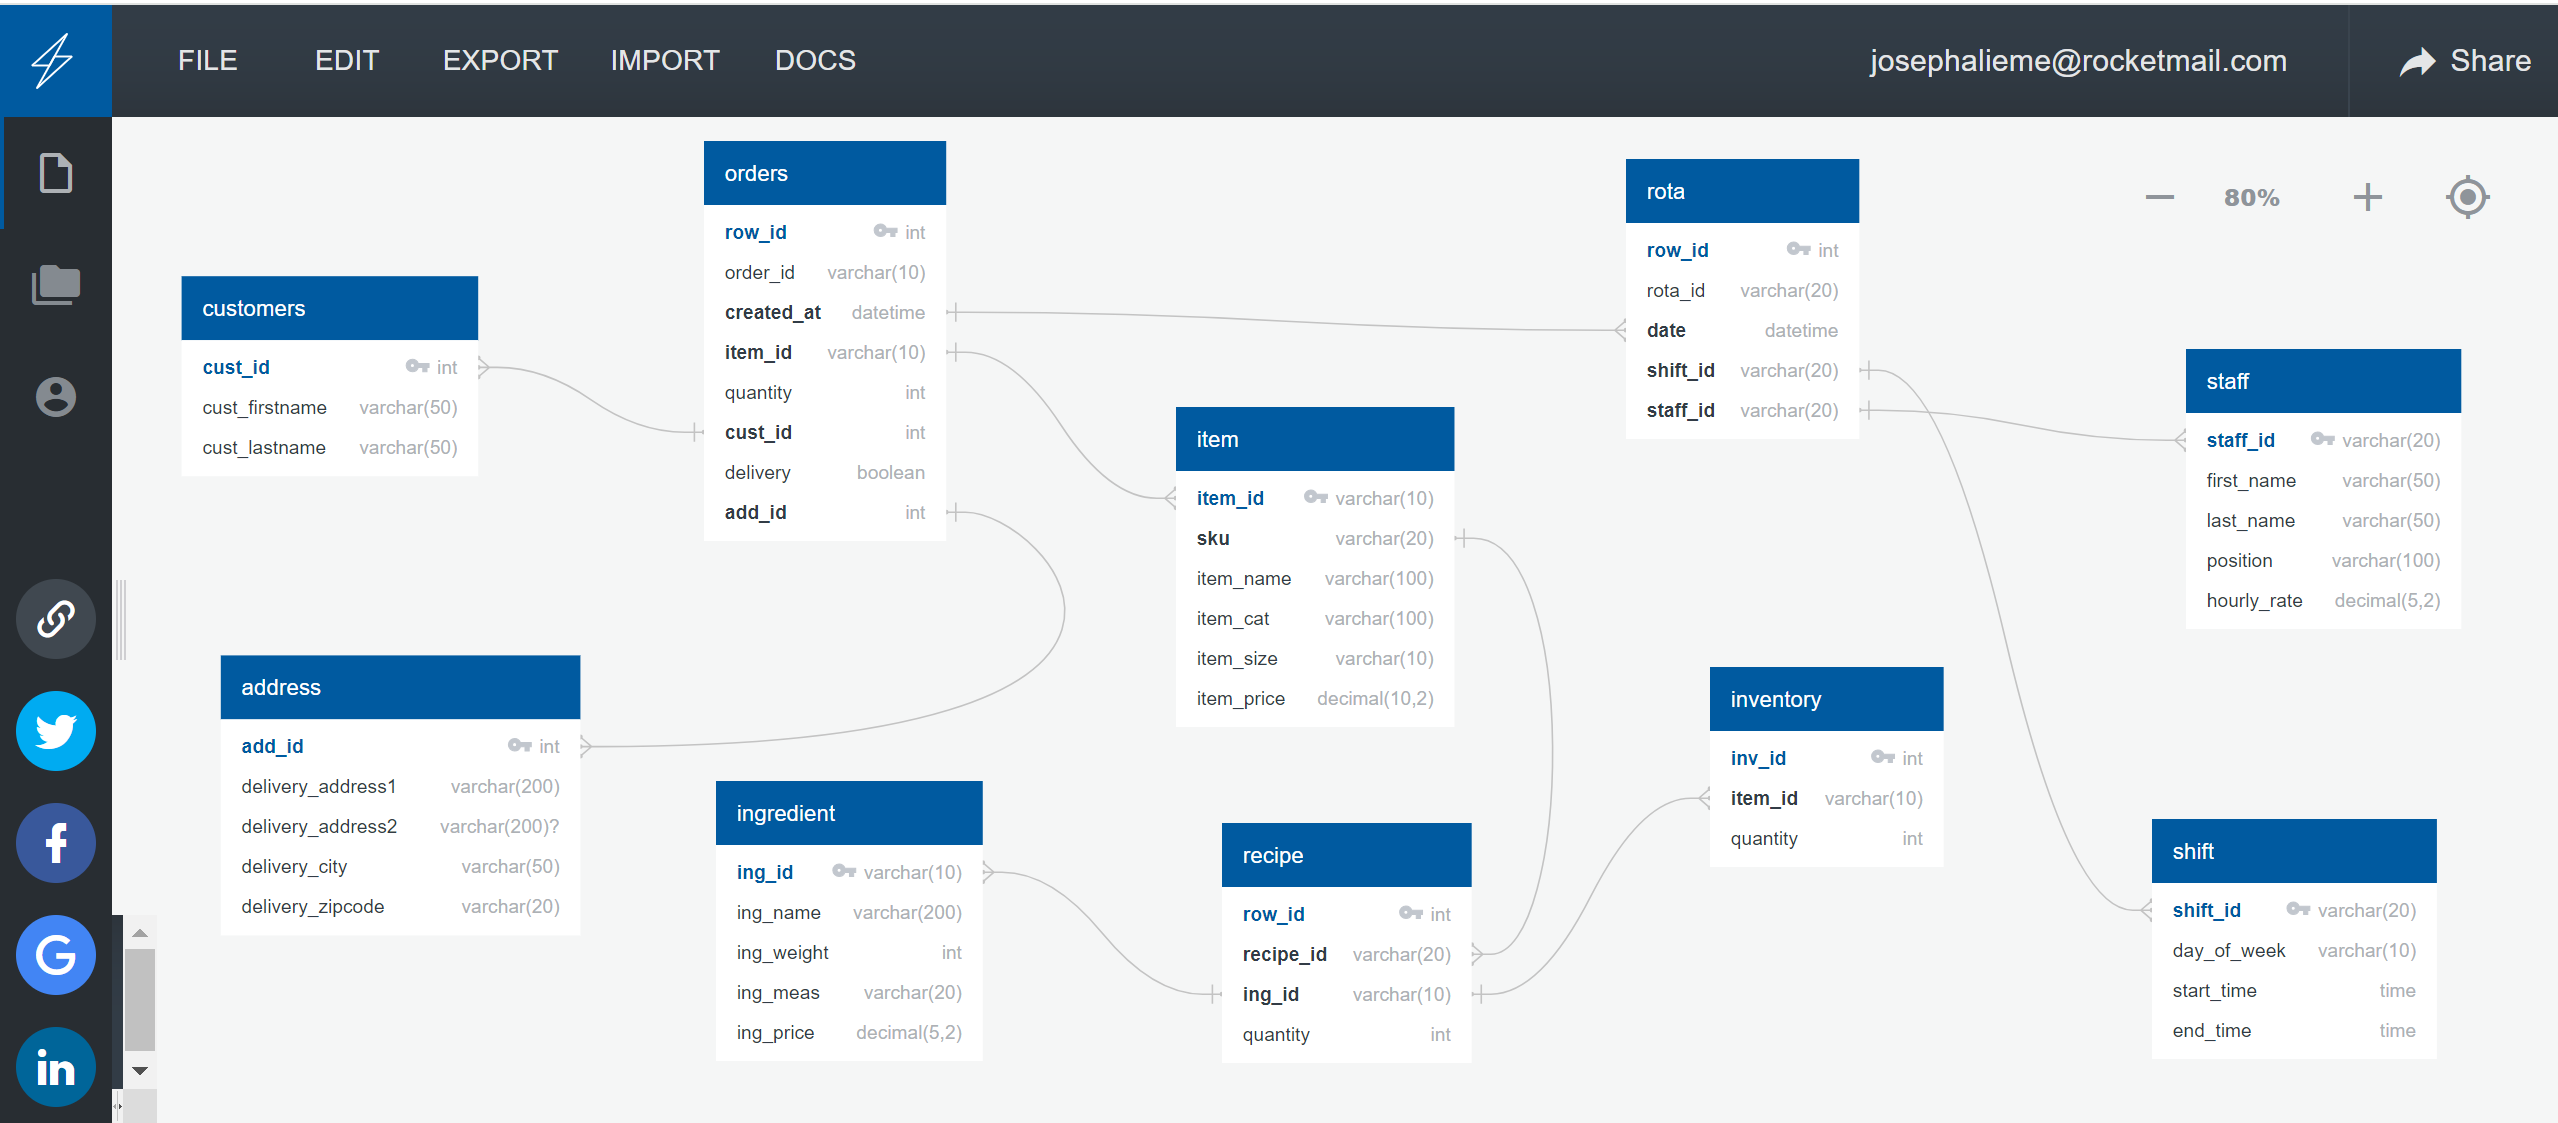 FILE EDIT EXPORT IMPORT DOCS josephalieme@rocketmail.com Share
80%
customers
cust_id int
cust_firstname varchar(50)
cust_lastname varchar(50)
orders
row_id int
order_id varchar(10)
created_at datetime
item_id varchar(10)
quantity int
cust_id int
delivery boolean
add_id int
rota
row_id int
rota_id varchar(20)
date datetime
shift_id varchar(20)
staff_id varchar(20)
staff
staff_id varchar(20)
first_name varchar(50)
last_name varchar(50)
position varchar(100)
hourly_rate decimal(5,2)
item
item_id varchar(10)
sku varchar(20)
item_name varchar(100)
item_cat varchar(100)
item_size varchar(10)
item_price decimal(10,2)
address
add_id int
delivery_address1 varchar(200)
delivery_address2 varchar(200)?
delivery_city varchar(50)
delivery_zipcode varchar(20)
ingredient
ing_id varchar(10)
ing_name varchar(200)
ing_weight int
ing_meas varchar(20)
ing_price decimal(5,2)
recipe
row_id int
recipe_id varchar(20)
ing_id varchar(10)
quantity int
inventory
inv_id int
item_id varchar(10)
quantity int
shift
shift_id varchar(20)
day_of_week varchar(10)
start_time time
end_time time